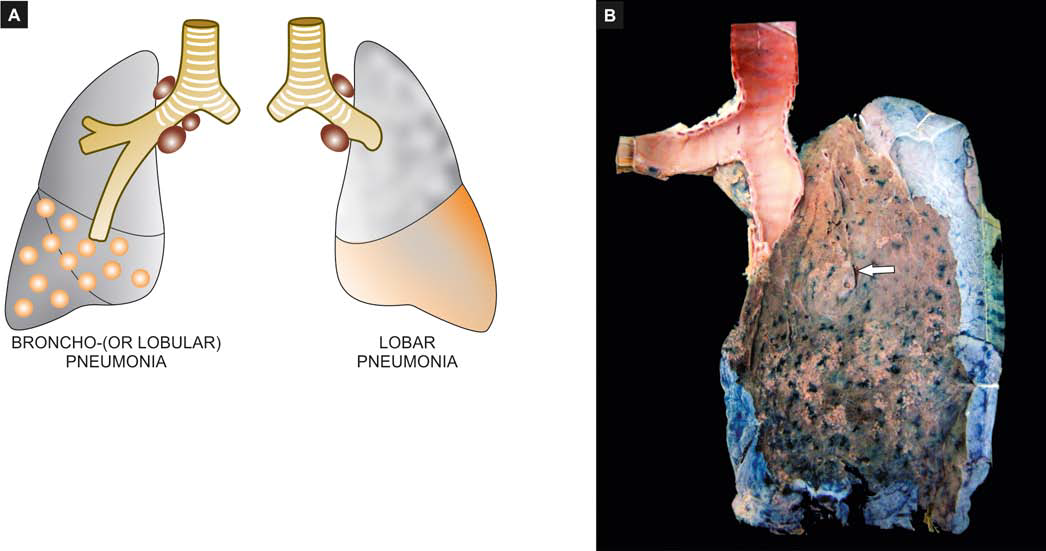 A
BRONCHO-(OR LOBULAR)
PNEUMONIA
LOBAR
PNEUMONIA
B